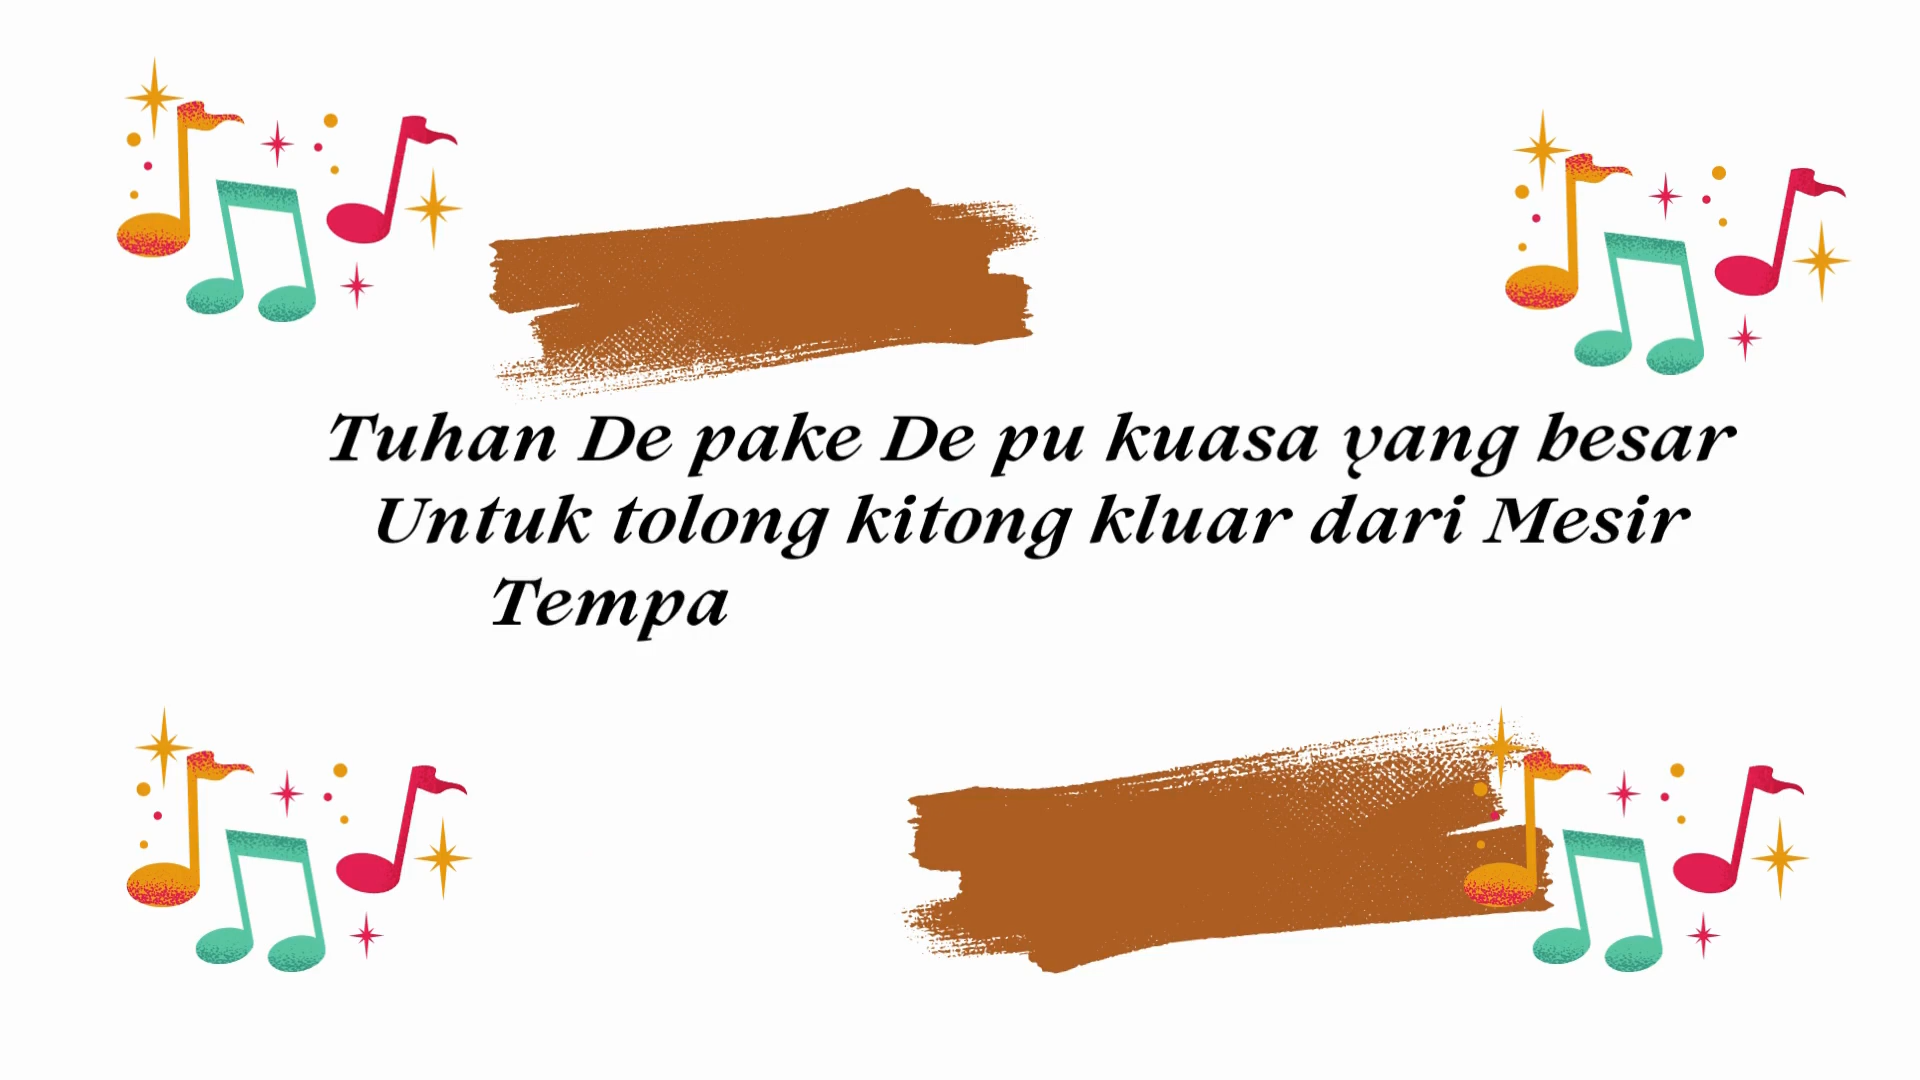 Tuhan De pake De pu kuasa yang besar
Untuk tolong kitong kluar dari Mesir
Tempa